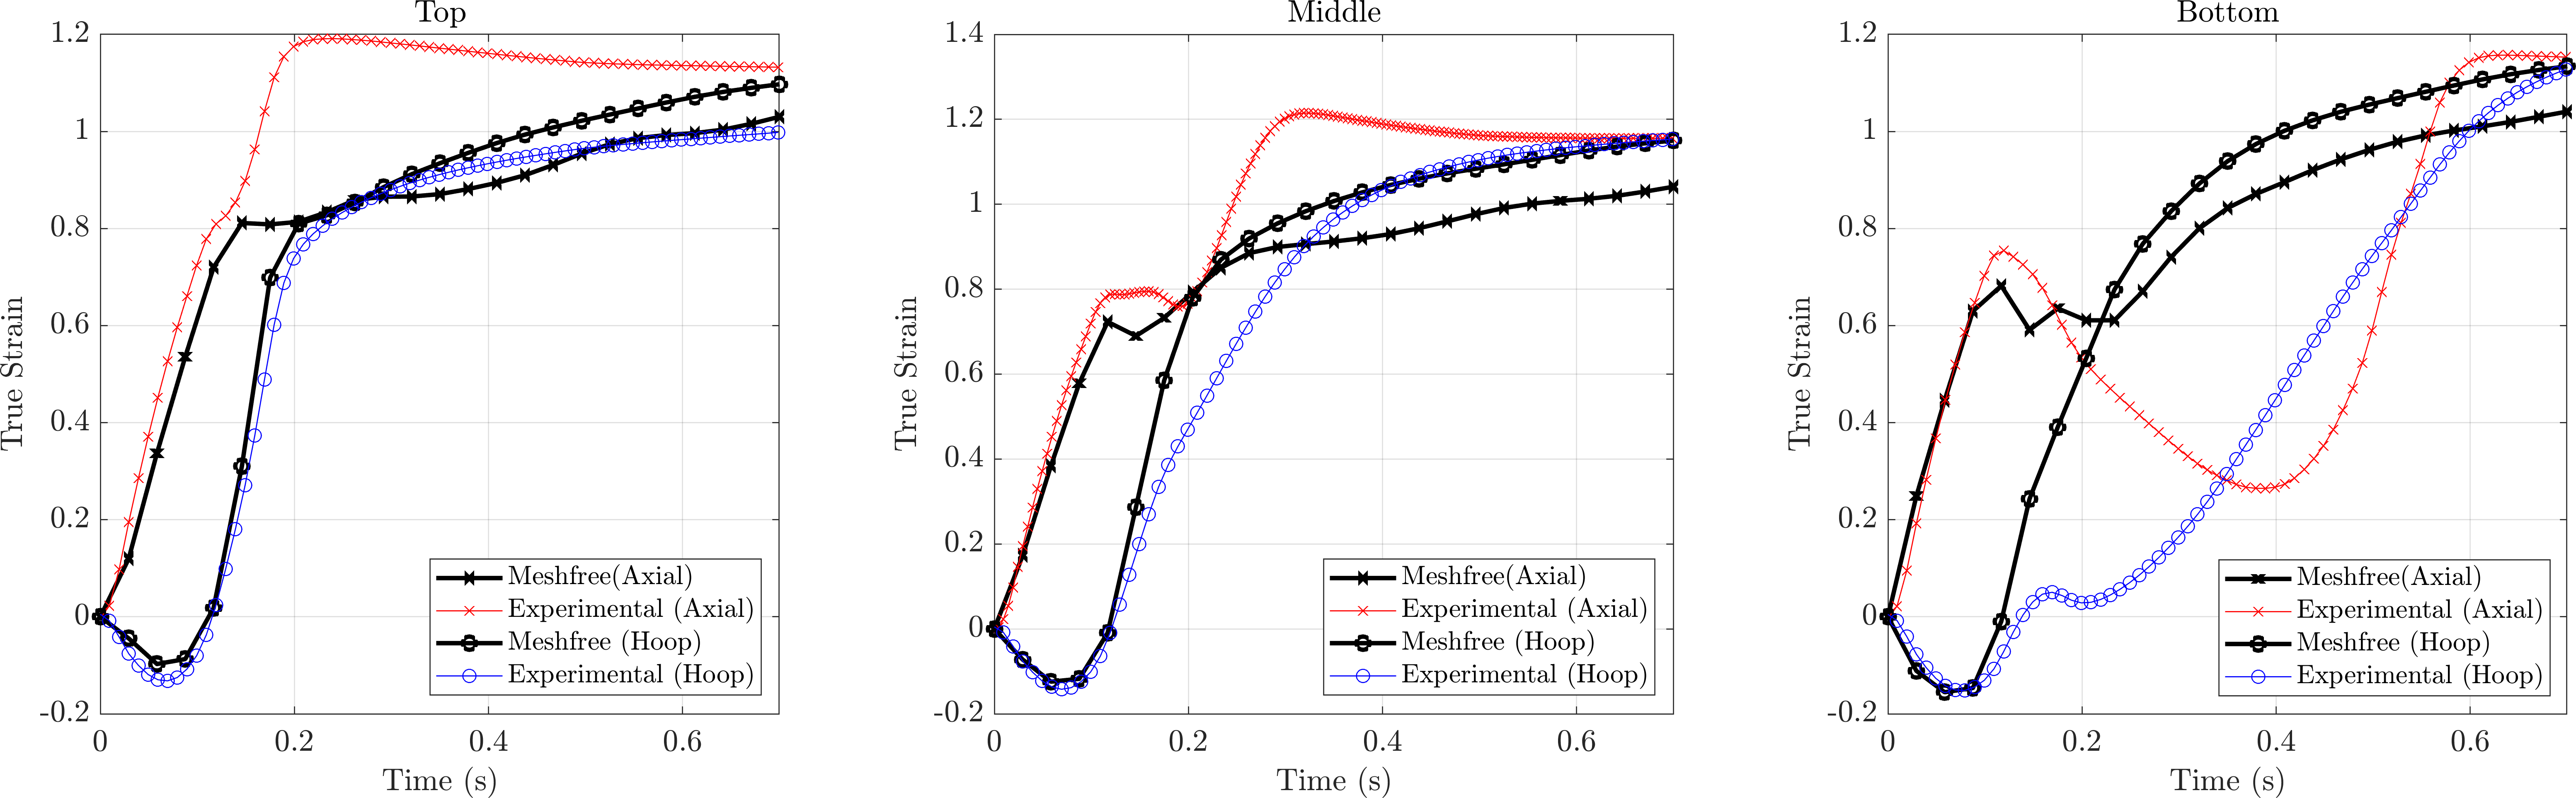 Top
1.2
1
0.8
0.6
0.4
0.2
0
-0.2
True Strain
0
0.2
0.4
0.6
Time (s)
Meshfree(Axial)
Experimental (Axial)
Meshfree (Hoop)
Experimental (Hoop)
Middle
1.4
1.2
1
0.8
0.6
0.4
0.2
0
-0.2
True Strain
0
0.2
0.4
0.6
Time (s)
Meshfree(Axial)
Experimental (Axial)
Meshfree (Hoop)
Experimental (Hoop)
Bottom
1.2
1
0.8
0.6
0.4
0.2
0
-0.2
True Strain
0
0.2
0.4
0.6
Time (s)
Meshfree(Axial)
Experimental (Axial)
Meshfree (Hoop)
Experimental (Hoop)